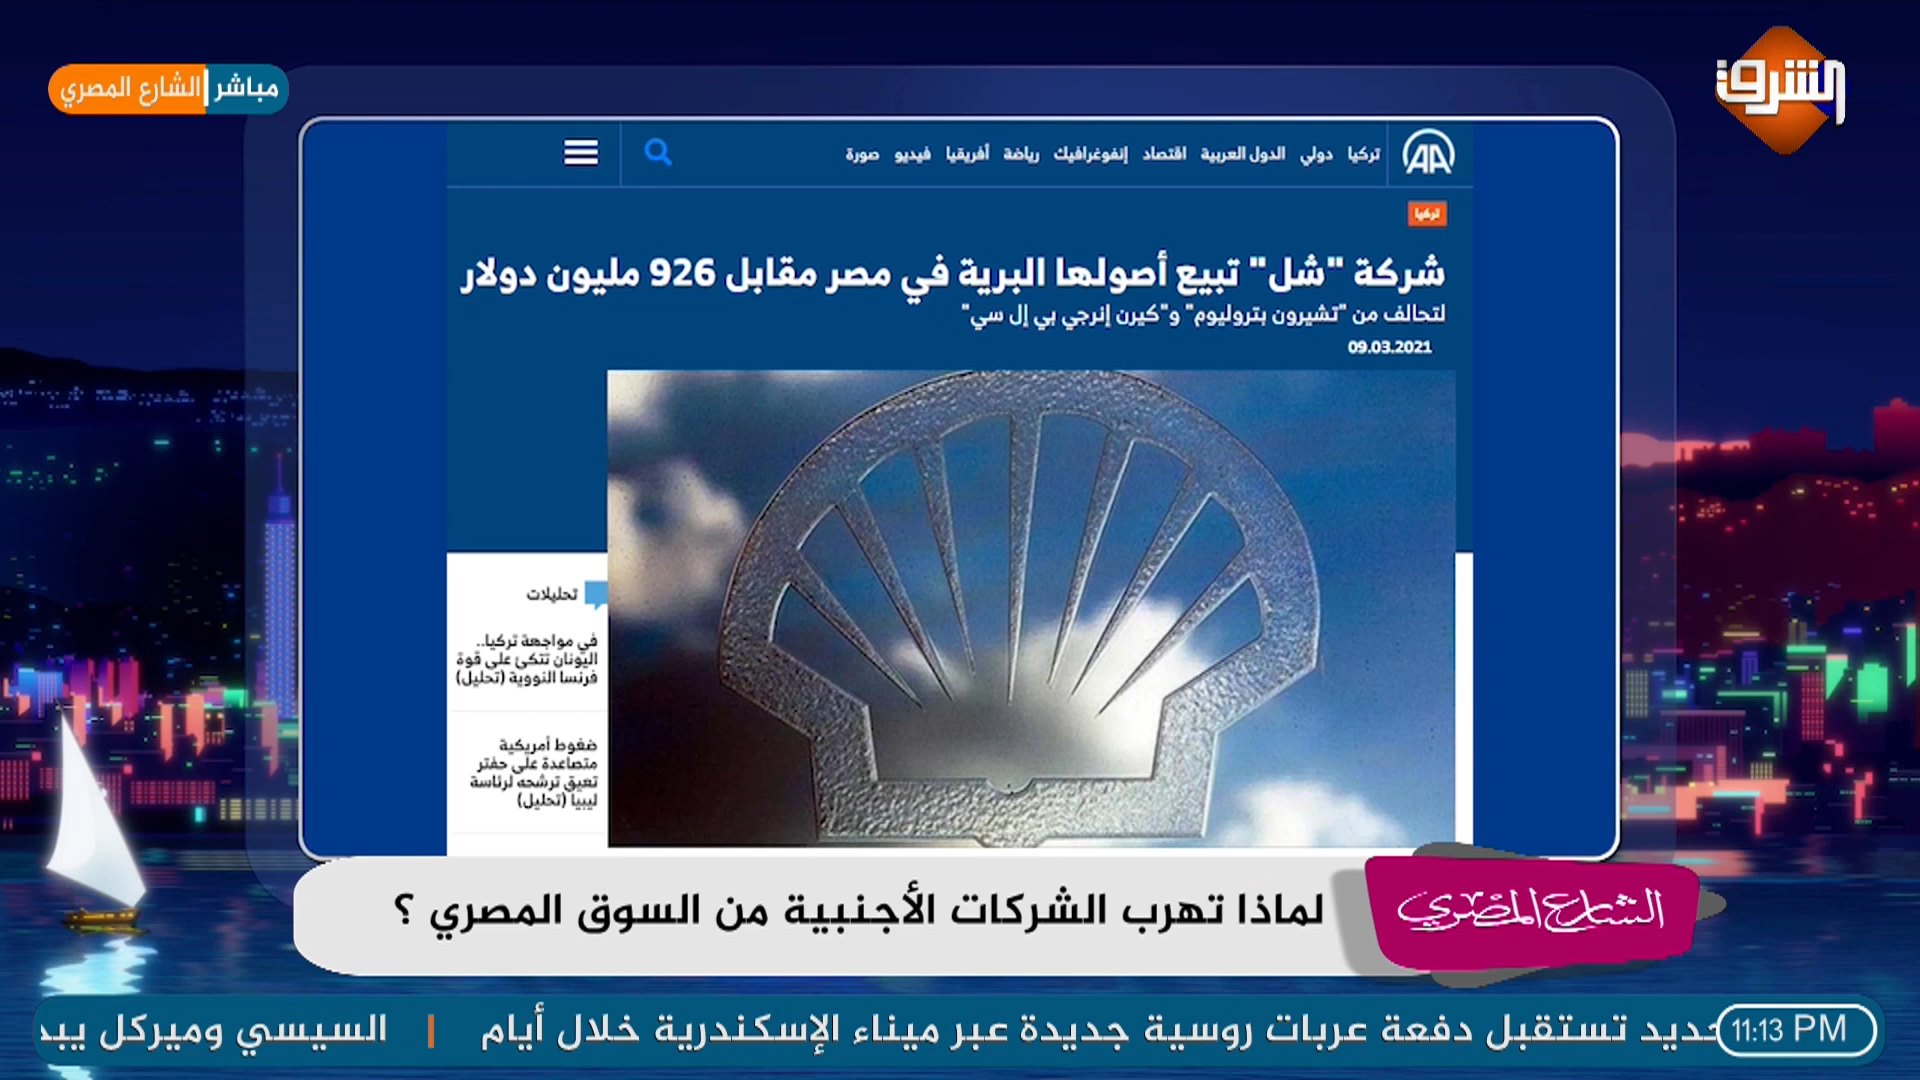 الشرق
مباشر الشارع المصري
AA
تركيا دولي الدول العربية اقتصاد إنفوغرافيك رياضة أفريقيا فيديو صورة
تركيا
شركة "شل" تبيع أصولها البرية في مصر مقابل 926 مليون دولار
لتحالف من "تشيرون بتروليوم" و"كيرن إنرجي بي إل سي"
09.03.2021
تحليلات
في مواجهة تركيا..
اليونان تتكئ على قوة
فرنسا النووية (تحليل)
ضغوط أمريكية
متصاعدة على حفتر
تعيق ترشحه لرئاسة
ليبيا (تحليل)
الشارع المصري
لماذا تهرب الشركات الأجنبية من السوق المصري ؟
حديد تستقبل دفعة عربات روسية جديدة عبر ميناء الإسكندرية خلال أيام | السيسي وميركل يبد
11:13 PM